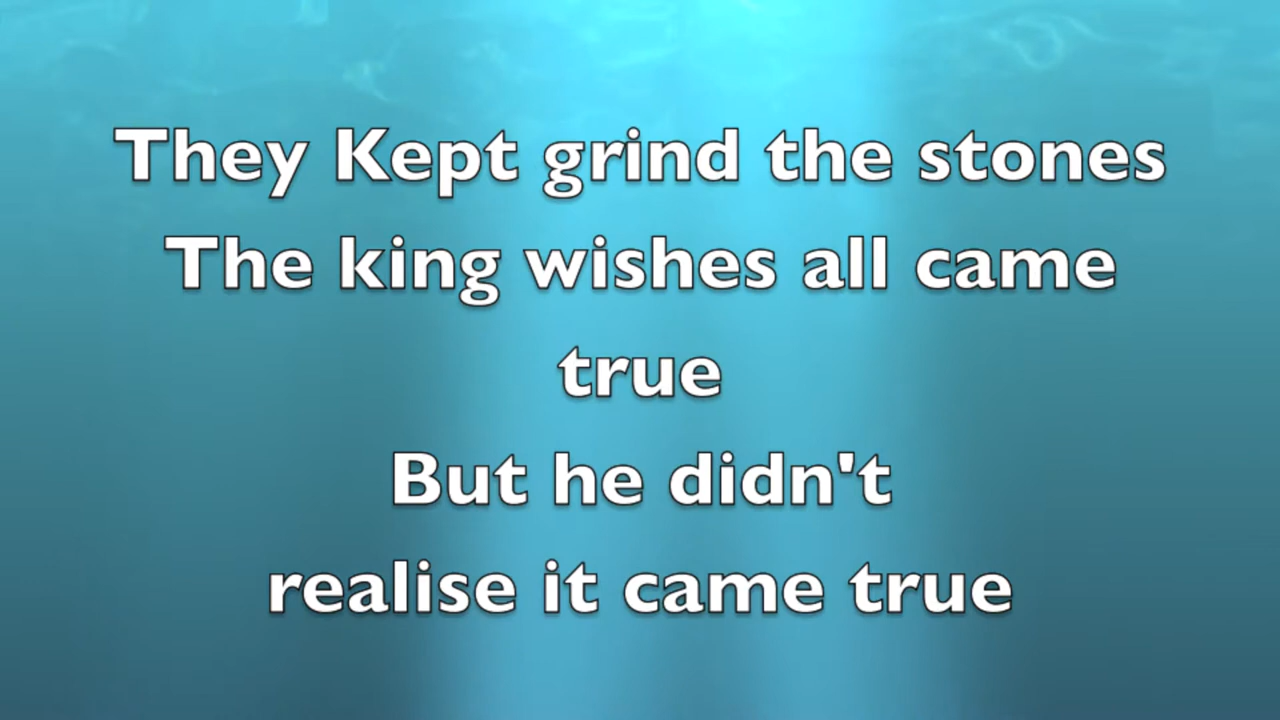 They Kept grind the stones
The king wishes all came
true
But he didn't
realise it came true